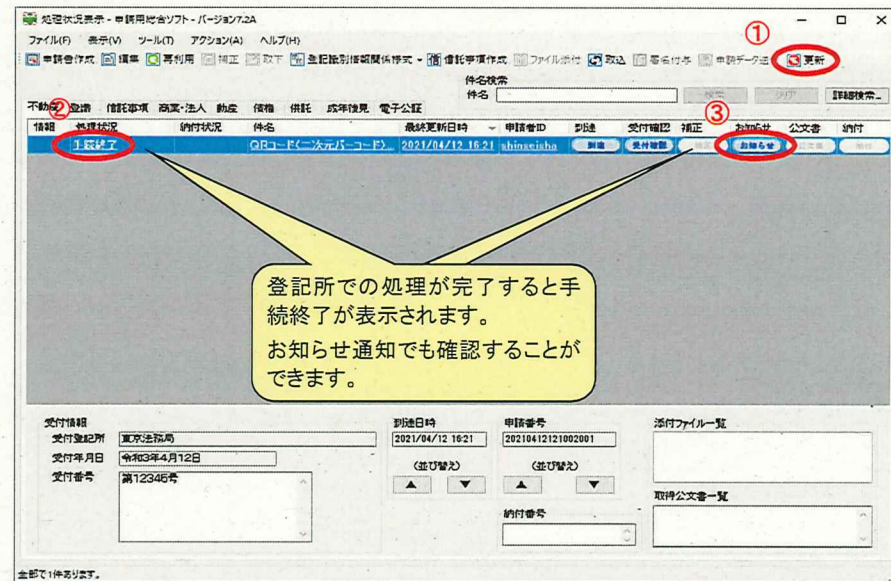 処理状況表示 - 申請用総合ソフト - バージョン7.2A
ファイル(F) 表示(V) ツール(T) アクション(A) ヘルプ(H)
①
申請書作成 編集 再利用 補正 取下 登記識別情報関係様式 信託事項作成 ファイル添付 取込 署名付与 申請データ送 更新
件名検索
件名 検索 クリア 詳細検索...
不動産 登嘱 信託事項 商業・法人 動産 債権 供託 成年後見 電子公証
② ③
情報 処理状況 納付状況 件名 最終更新日時 申請者ID 到達 受付確認 補正 お知らせ 公文書 納付
手続終了 QRコード(二次元バーコード)... 2021/04/12 16:21 shinseisha 到達 受付確認 補正 お知らせ 公文書 納付
登記所での処理が完了すると手
続終了が表示されます。
お知らせ通知でも確認することが
できます。
受付情報 到達日時 申請番号 添付ファイル一覧
受付登記所 東京法務局 2021/04/12 16:21 20210412121002001
受付年月日 令和3年4月12日 (並び替え) (並び替え)
受付番号 第12345号 ▲ ▼ ▲ ▼
取得公文書一覧
納付番号
全部で1件あります。